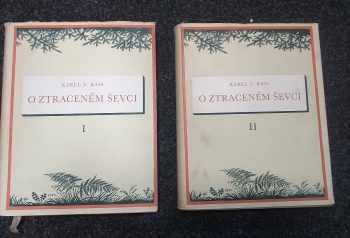 KAREL V. RAIS
O ZTRACENÉM ŠEVCI
I
KAREL V. RAIS
O ZTRACENÉM ŠEVCI
II